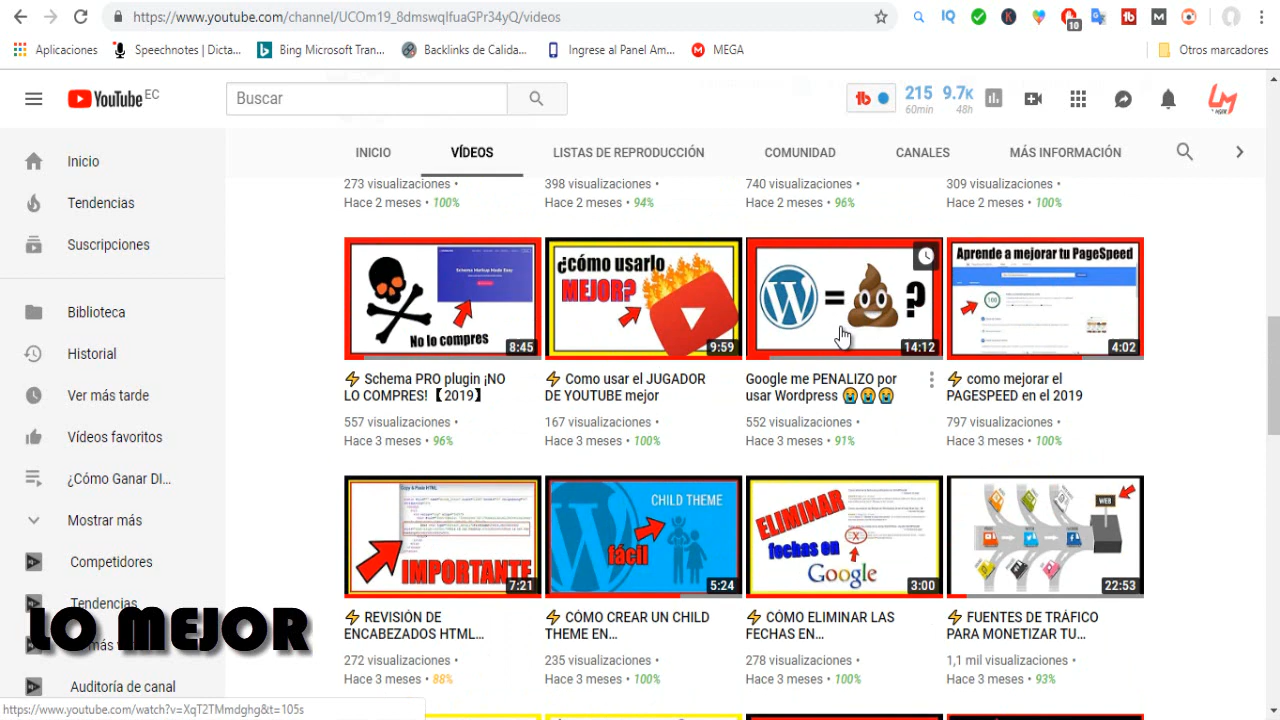 https://www.youtube.com/channel/UCOm19_8dmswqIfuaGPr34yQ/videos
IQ
10
Aplicaciones
Speechnotes | Dicta...
Bing Microsoft Tran...
Backlinks de Calida...
Ingrese al Panel Am...
MEGA
Otros marcadores
YouTube EC
Buscar
215
60min
9.7K
48h
INICIO
VÍDEOS
LISTAS DE REPRODUCCIÓN
COMUNIDAD
CANALES
MÁS INFORMACIÓN
Inicio
Tendencias
Suscripciones
Biblioteca
Historial
Ver más tarde
Vídeos favoritos
¿Cómo Ganar DI...
Mostrar más
Competidores
Tendencias
LO MEJOR
Auditoría de canal
273 visualizaciones •
Hace 2 meses • 100%
398 visualizaciones •
Hace 2 meses • 94%
740 visualizaciones •
Hace 2 meses • 96%
309 visualizaciones •
Hace 2 meses • 100%
Schema Markup Made Easy
No lo compres
8:45
⚡ Schema PRO plugin ¡NO
LO COMPRES!【2019】
557 visualizaciones •
Hace 3 meses • 96%
¿cómo usarlo
MEJOR?
9:59
⚡ Como usar el JUGADOR
DE YOUTUBE mejor
167 visualizaciones •
Hace 3 meses • 100%
= ?
14:12
Google me PENALIZO por
usar Wordpress 😭😭😭
552 visualizaciones •
Hace 3 meses • 91%
Aprende a mejorar tu PageSpeed
100
4:02
⚡ como mejorar el
PAGESPEED en el 2019
797 visualizaciones •
Hace 3 meses • 100%
IMPORTANTE
7:21
⚡ REVISIÓN DE
ENCABEZADOS HTML...
272 visualizaciones •
Hace 3 meses • 88%
CHILD THEME
fácil
5:24
⚡ CÓMO CREAR UN CHILD
THEME EN...
235 visualizaciones •
Hace 3 meses • 100%
ELIMINAR
fechas en
Google
3:00
⚡ CÓMO ELIMINAR LAS
FECHAS EN...
278 visualizaciones •
Hace 3 meses • 100%
WEB
22:53
⚡ FUENTES DE TRÁFICO
PARA MONETIZAR TU...
1,1 mil visualizaciones •
Hace 3 meses • 93%
https://www.youtube.com/watch?v=XqT2TMmdghg&t=105s